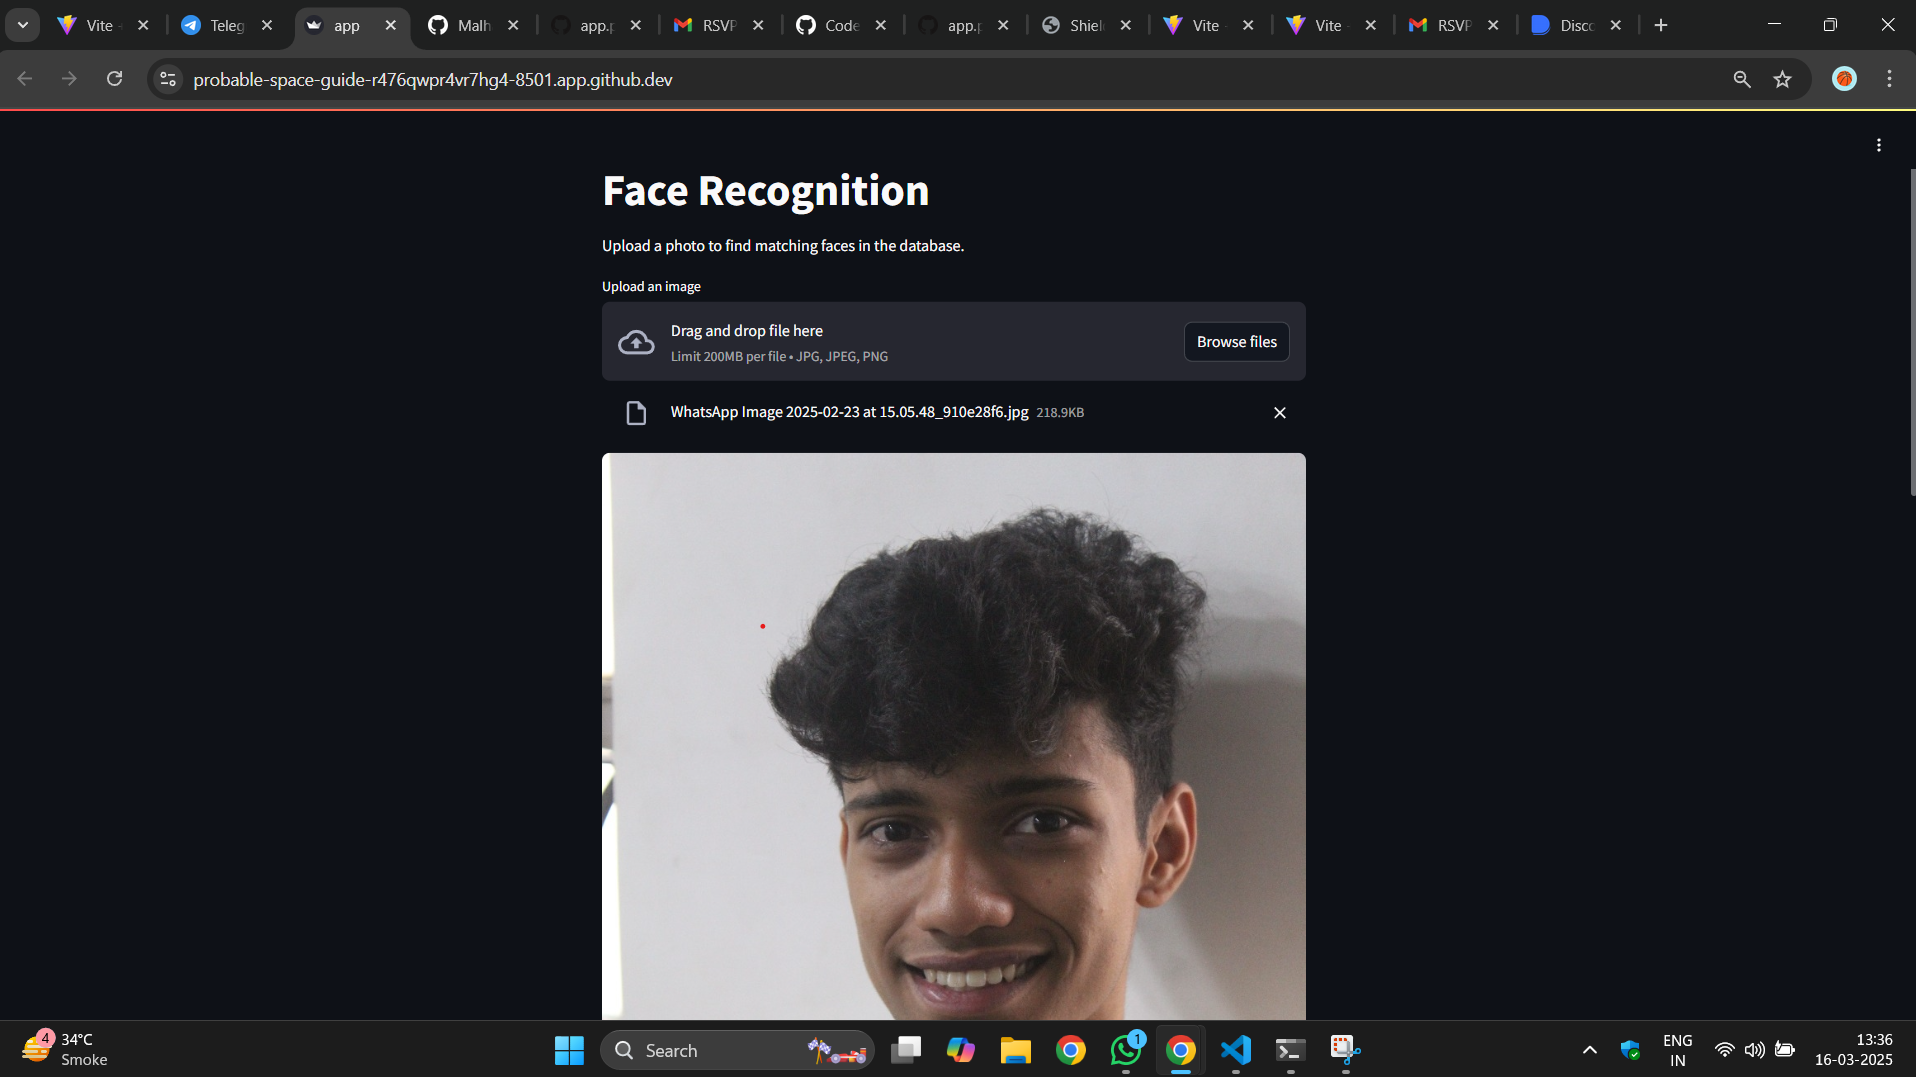 Vite
Teleg
app
Malh
app.p
RSVP
Code
app.p
Shiel
Vite
Vite
RSVP
Disco
probable-space-guide-r476qwpr4vr7hg4-8501.app.github.dev
Face Recognition
Upload a photo to find matching faces in the database.
Upload an image
Drag and drop file here
Limit 200MB per file • JPG, JPEG, PNG
Browse files
WhatsApp Image 2025-02-23 at 15.05.48_910e28f6.jpg 218.9KB
4
34°C
Smoke
Search
1
ENG
IN
13:36
16-03-2025